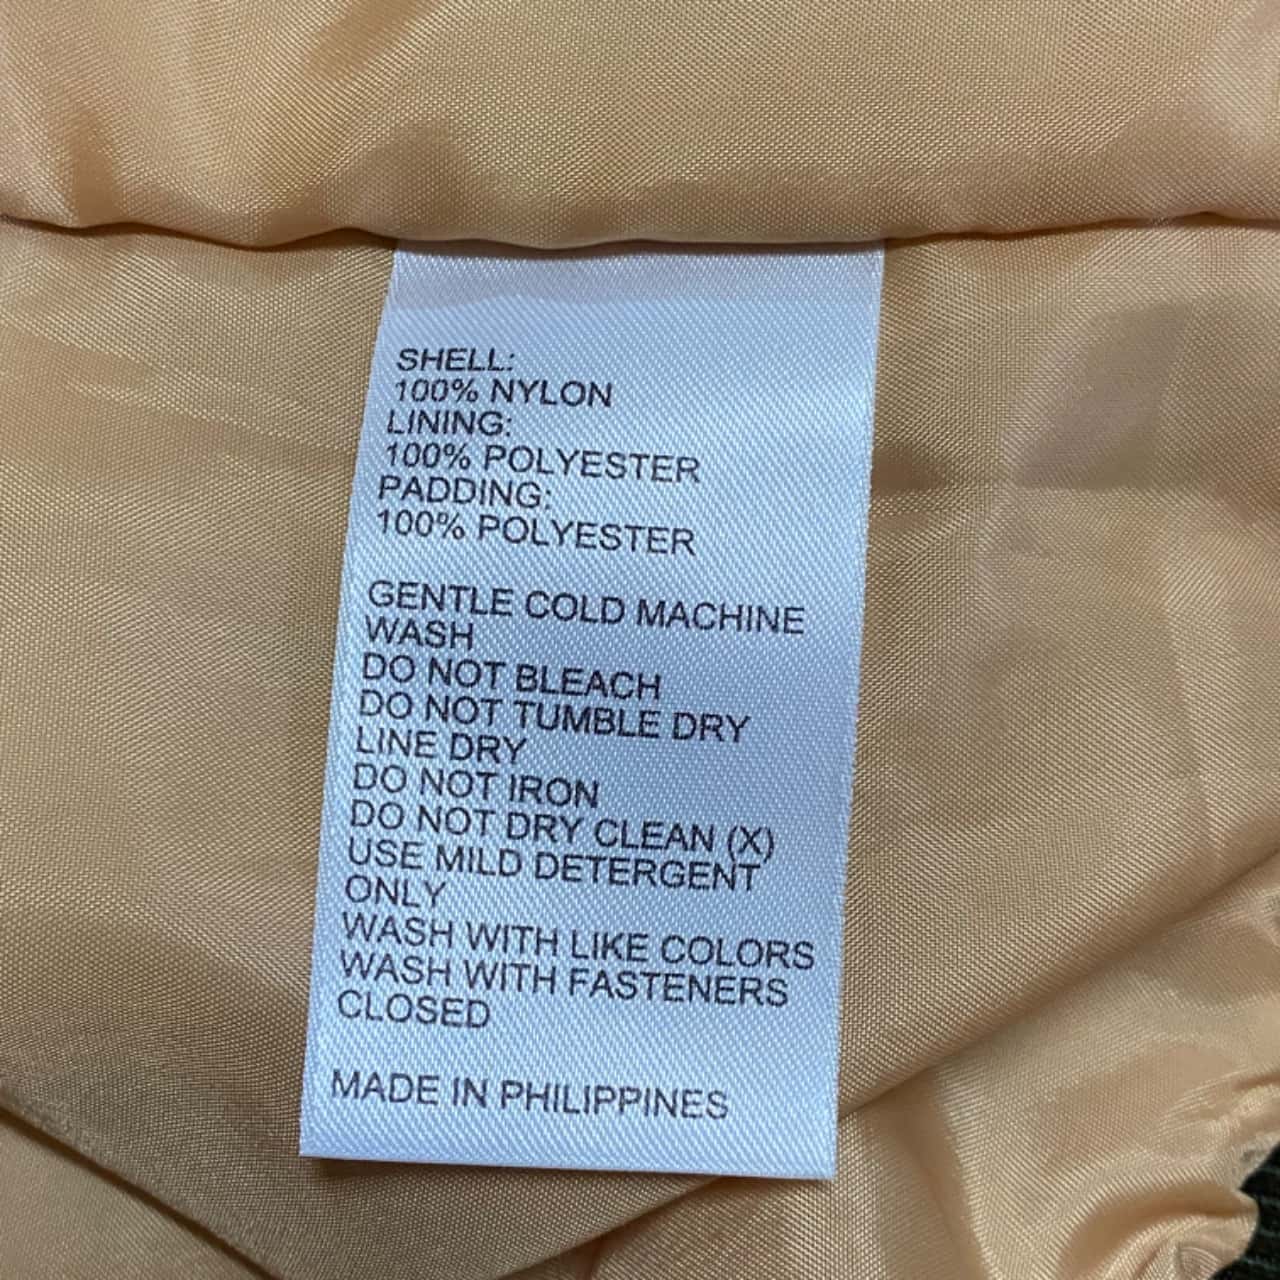 SHELL:
100% NYLON
LINING:
100% POLYESTER
PADDING:
100% POLYESTER
GENTLE COLD MACHINE
WASH
DO NOT BLEACH
DO NOT TUMBLE DRY
LINE DRY
DO NOT IRON
DO NOT DRY CLEAN (X)
USE MILD DETERGENT
ONLY
WASH WITH LIKE COLORS
WASH WITH FASTENERS
CLOSED
MADE IN PHILIPPINES